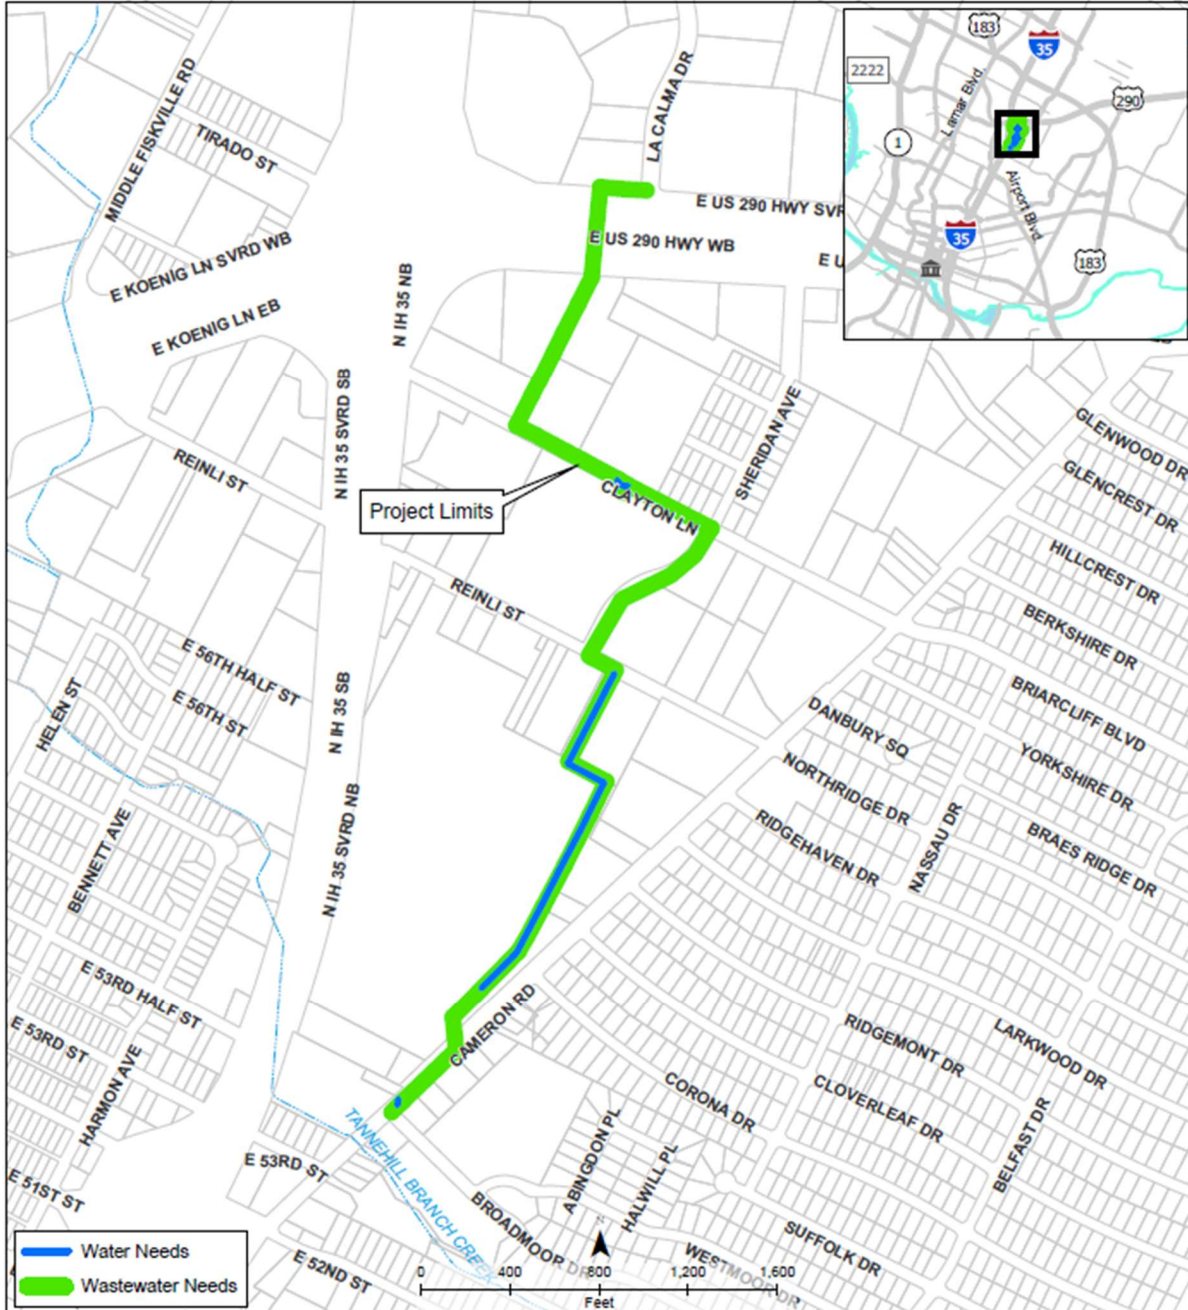 183
35
2222
Lamar Blvd.
290
1
Airport Blvd.
35
183
MIDDLE FISKVILLE RD
TIRADO ST
LA CALMA DR
E US 290 HWY SVR
E US 290 HWY WB
E U
E KOENIG LN SVRD WB
E KOENIG LN EB
N IH 35 NB
N IH 35 SVRD SB
REINLI ST
SHERIDAN AVE
GLENWOOD DR
GLENCREST DR
Project Limits
CLAYTON LN
HILLCREST DR
REINLI ST
BERKSHIRE DR
E 56TH HALF ST
E 56TH ST
HELEN ST
N IH 35 SB
BRIARCLIFF BLVD
DANBURY SQ
YORKSHIRE DR
NORTHRIDGE DR
RIDGEHAVEN DR
NASSAU DR
BRAES RIDGE DR
BENNETT AVE
N IH 35 SVRD NB
E 53RD HALF ST
E 53RD ST
HARMON AVE
CAMERON RD
RIDGEMONT DR
LARKWOOD DR
CORONA DR
CLOVERLEAF DR
BELFAST DR
TANNEHILL BRANCH CREEK
ABINGDON PL
HALWILL PL
E 53RD ST
E 51ST ST
BROADMOOR DR
SUFFOLK DR
WESTMOOR DR
E 52ND ST
Water Needs
Wastewater Needs
N
0 400 800 1,200 1,600
Feet